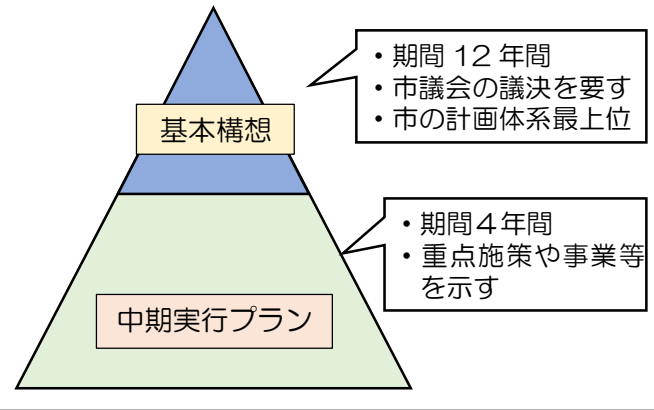 ・期間 12 年間
・市議会の議決を要す
・市の計画体系最上位
基本構想
・期間４年間
・重点施策や事業等
を示す
中期実行プラン